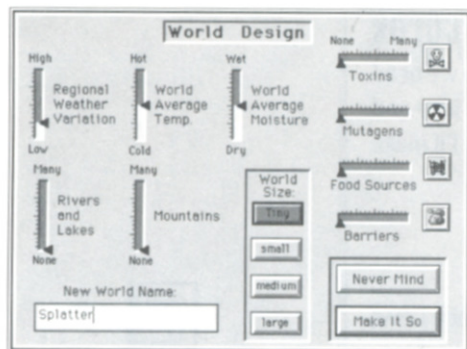 World Design
High
Regional
Weather
Variation
Low
Hot
World
Average
Temp.
Cold
Wet
World
Average
Moisture
Dry
None Many
Toxins
Mutagens
Food Sources
Barriers
Many
Rivers
and
Lakes
None
Many
Mountains
None
World
Size:
Tiny
small
medium
large
New World Name:
Splatter
Never Mind
Make It So